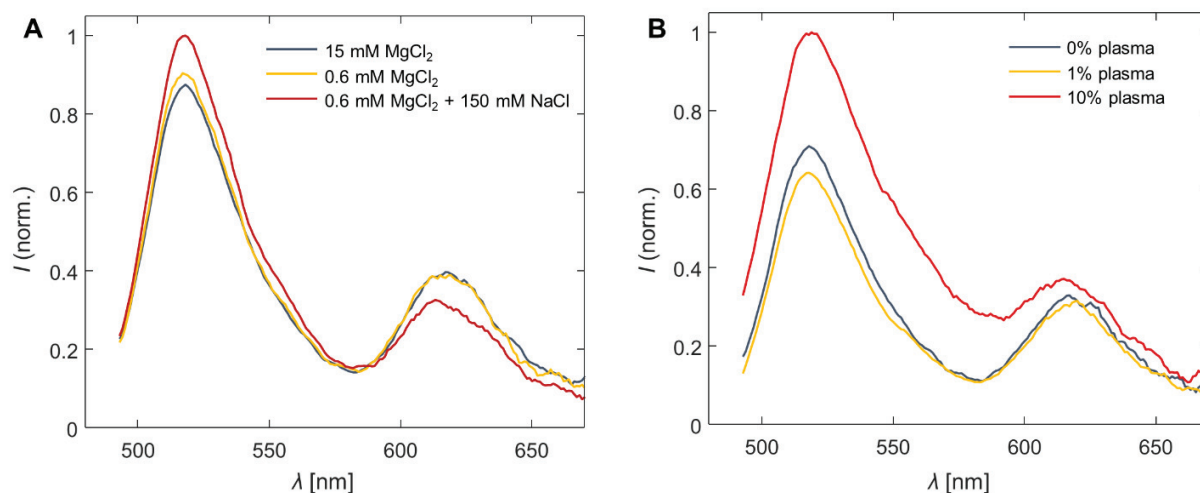 A
15 mM MgCl₂
0.6 mM MgCl₂
0.6 mM MgCl₂ + 150 mM NaCl
1
0.8
0.6
0.4
0.2
0
I (norm.)
500 550 600 650
λ [nm]
B
0% plasma
1% plasma
10% plasma
1
0.8
0.6
0.4
0.2
0
I (norm.)
500 550 600 650
λ [nm]